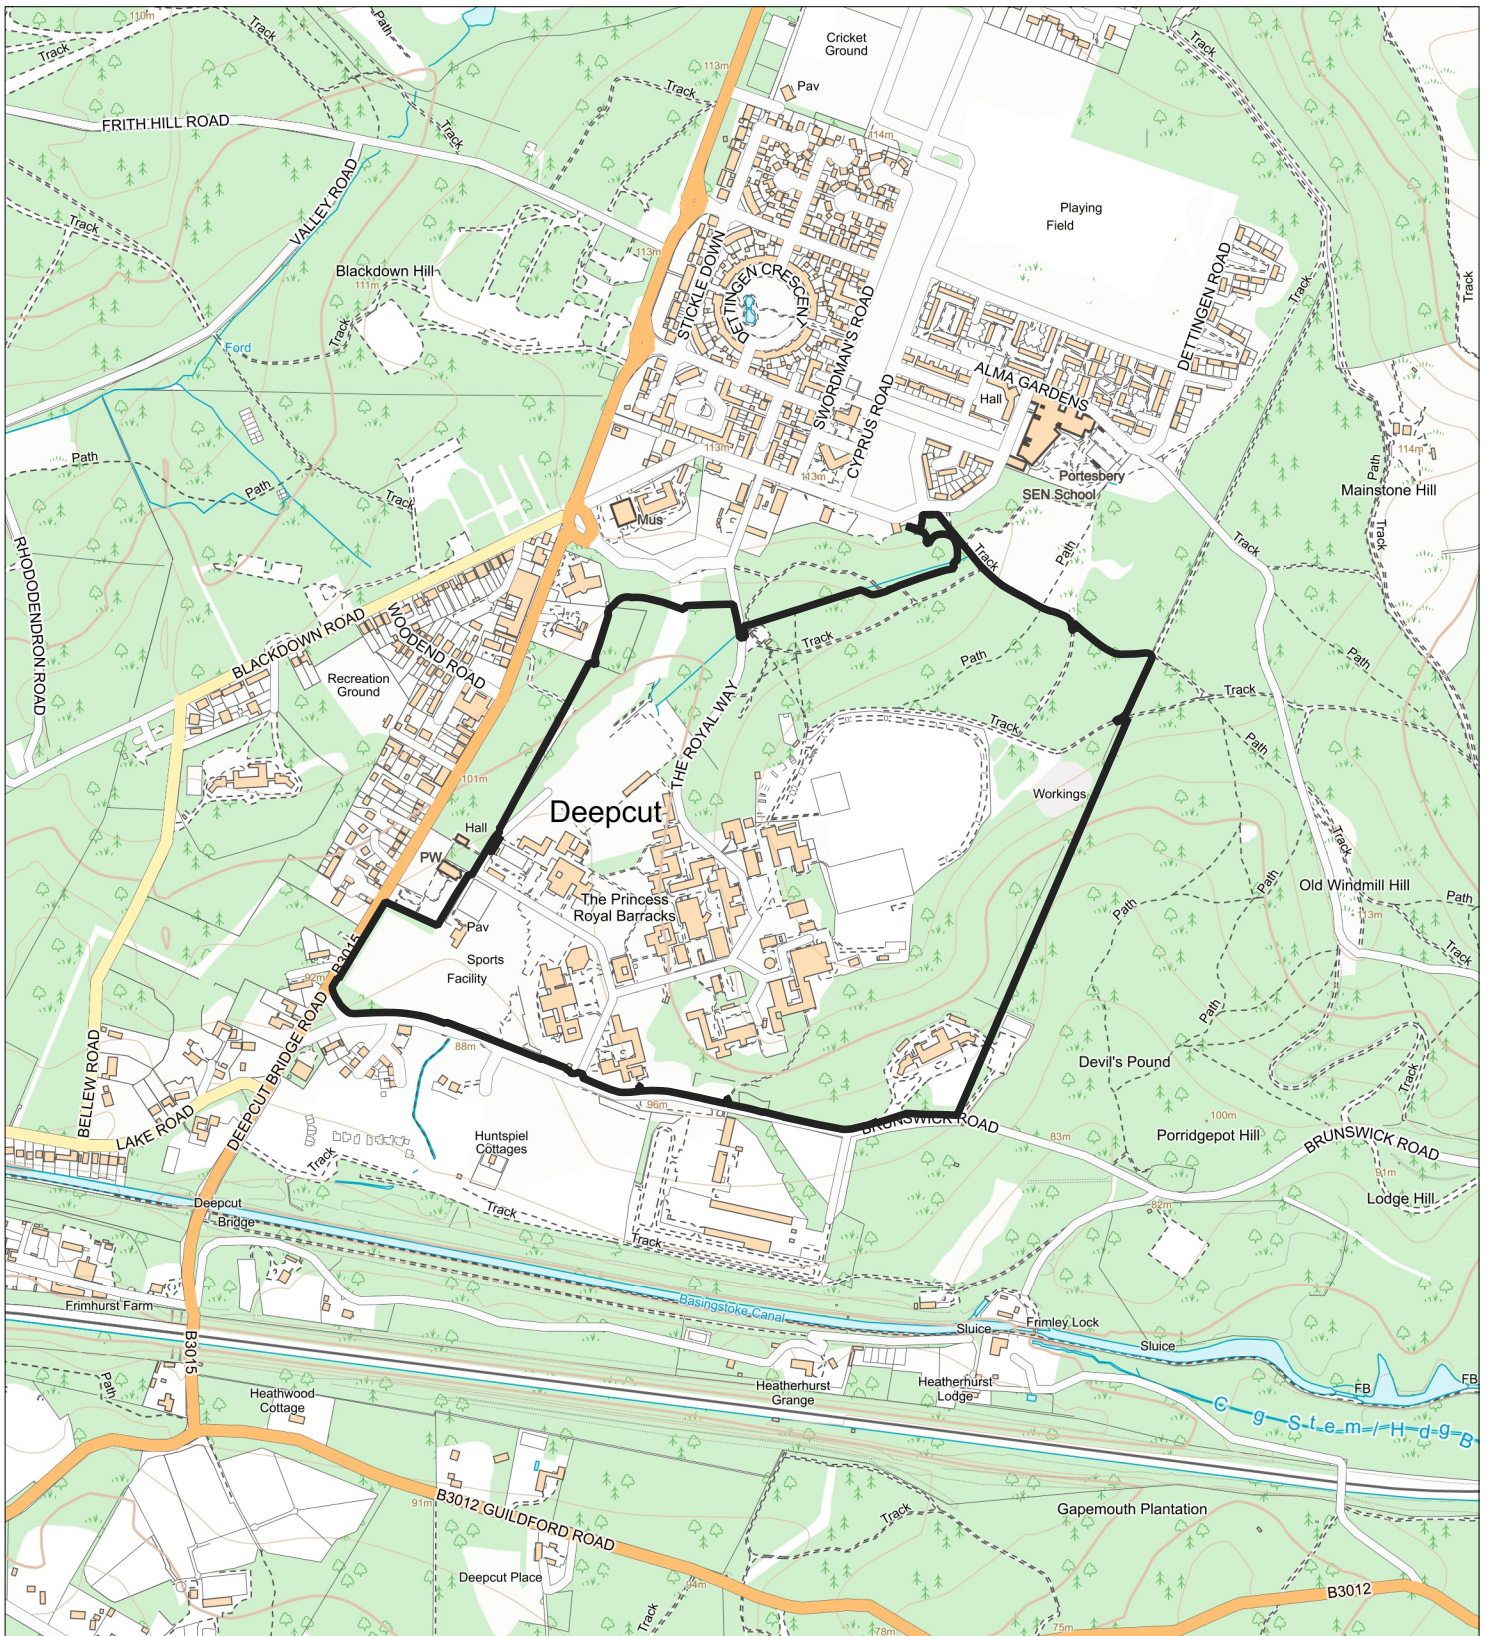 110m
Track
Track
Path
Cricket
Ground
Track
113m
Pav
Track
FRITH HILL ROAD
Track
114m
VALLEY ROAD
Playing
Field
Track
113m
Blackdown Hill
111m
STICKLE DOWN
DETTINGEN CRESCENT
DETTINGEN ROAD
Track
Track
Ford
Track
SWORDMANS ROAD
ALMA GARDENS
Hall
CYPRUS ROAD
113m
Path
Path
Track
113m
Portesbery
SEN School
Path
114m
Mainstone Hill
Mus
RHODODENDRON ROAD
Track
Path
Track
Track
BLACKDOWN ROAD
WOODEND ROAD
Track
Path
Path
Recreation
Ground
THE ROYAL WAY
Track
Track
Path
101m
Workings
Deepcut
Hall
PW
Track
The Princess
Royal Barracks
Path
Path
Old Windmill Hill
113m
Path
Pav
Sports
Facility
B3015
92m
Track
Path
88m
Devil's Pound
Track
BELLEW ROAD
LAKE ROAD
DEEPCUT BRIDGE ROAD
96m
BRUNSWICK ROAD
83m
100m
Porridgepot Hill
BRUNSWICK ROAD
91m
Huntspiel
Cottages
Track
Track
Track
82m
Lodge Hill
Deepcut
Bridge
Basingstoke Canal
Frimhurst Farm
Sluice
Frimley Lock
Sluice
B3015
Path
Heathwood
Cottage
Heatherhurst
Grange
Heatherhurst
Lodge
FB
FB
C g Stem / Hdg B
91m
B3012 GUILDFORD ROAD
Track
Gapemouth Plantation
Deepcut Place
94m
Track
78m
75m
B3012